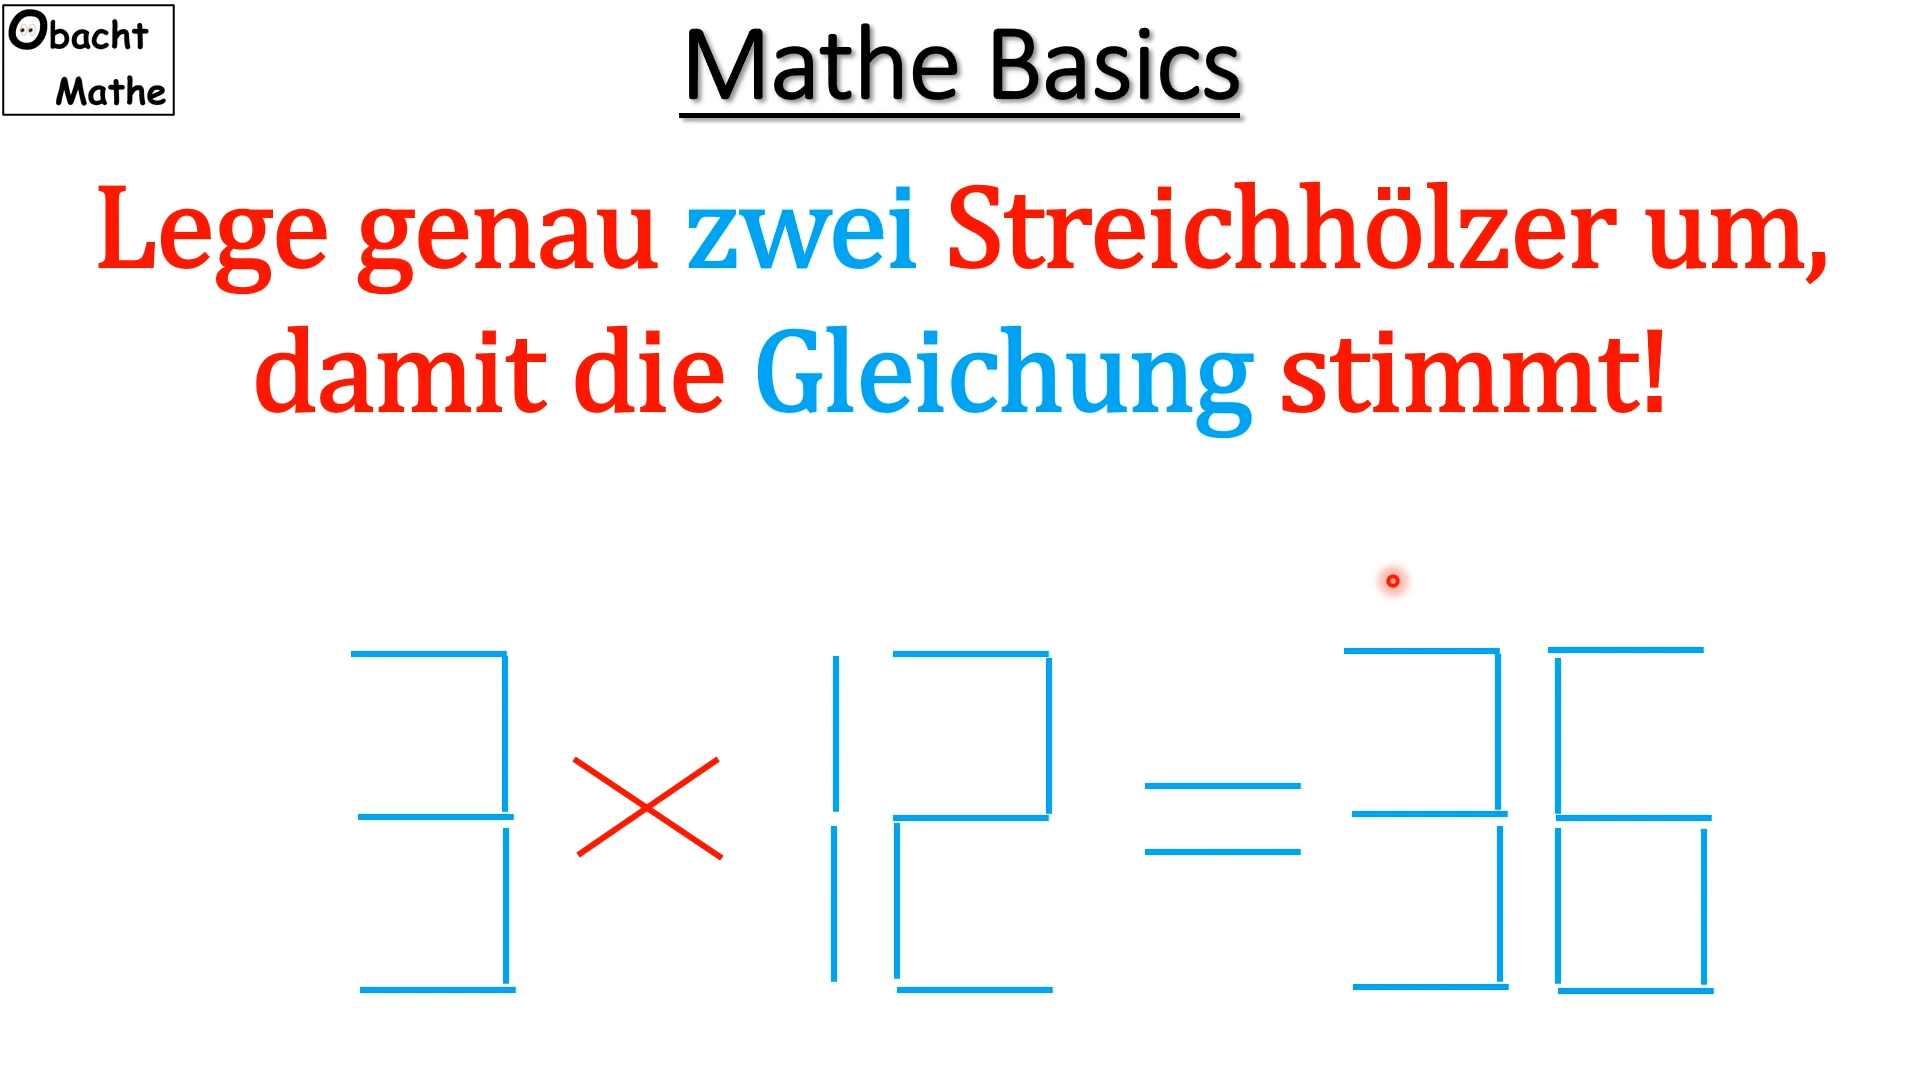 Obacht
Mathe
Mathe Basics
Lege genau zwei Streichhölzer um,
damit die Gleichung stimmt!
3 × 12 = 36